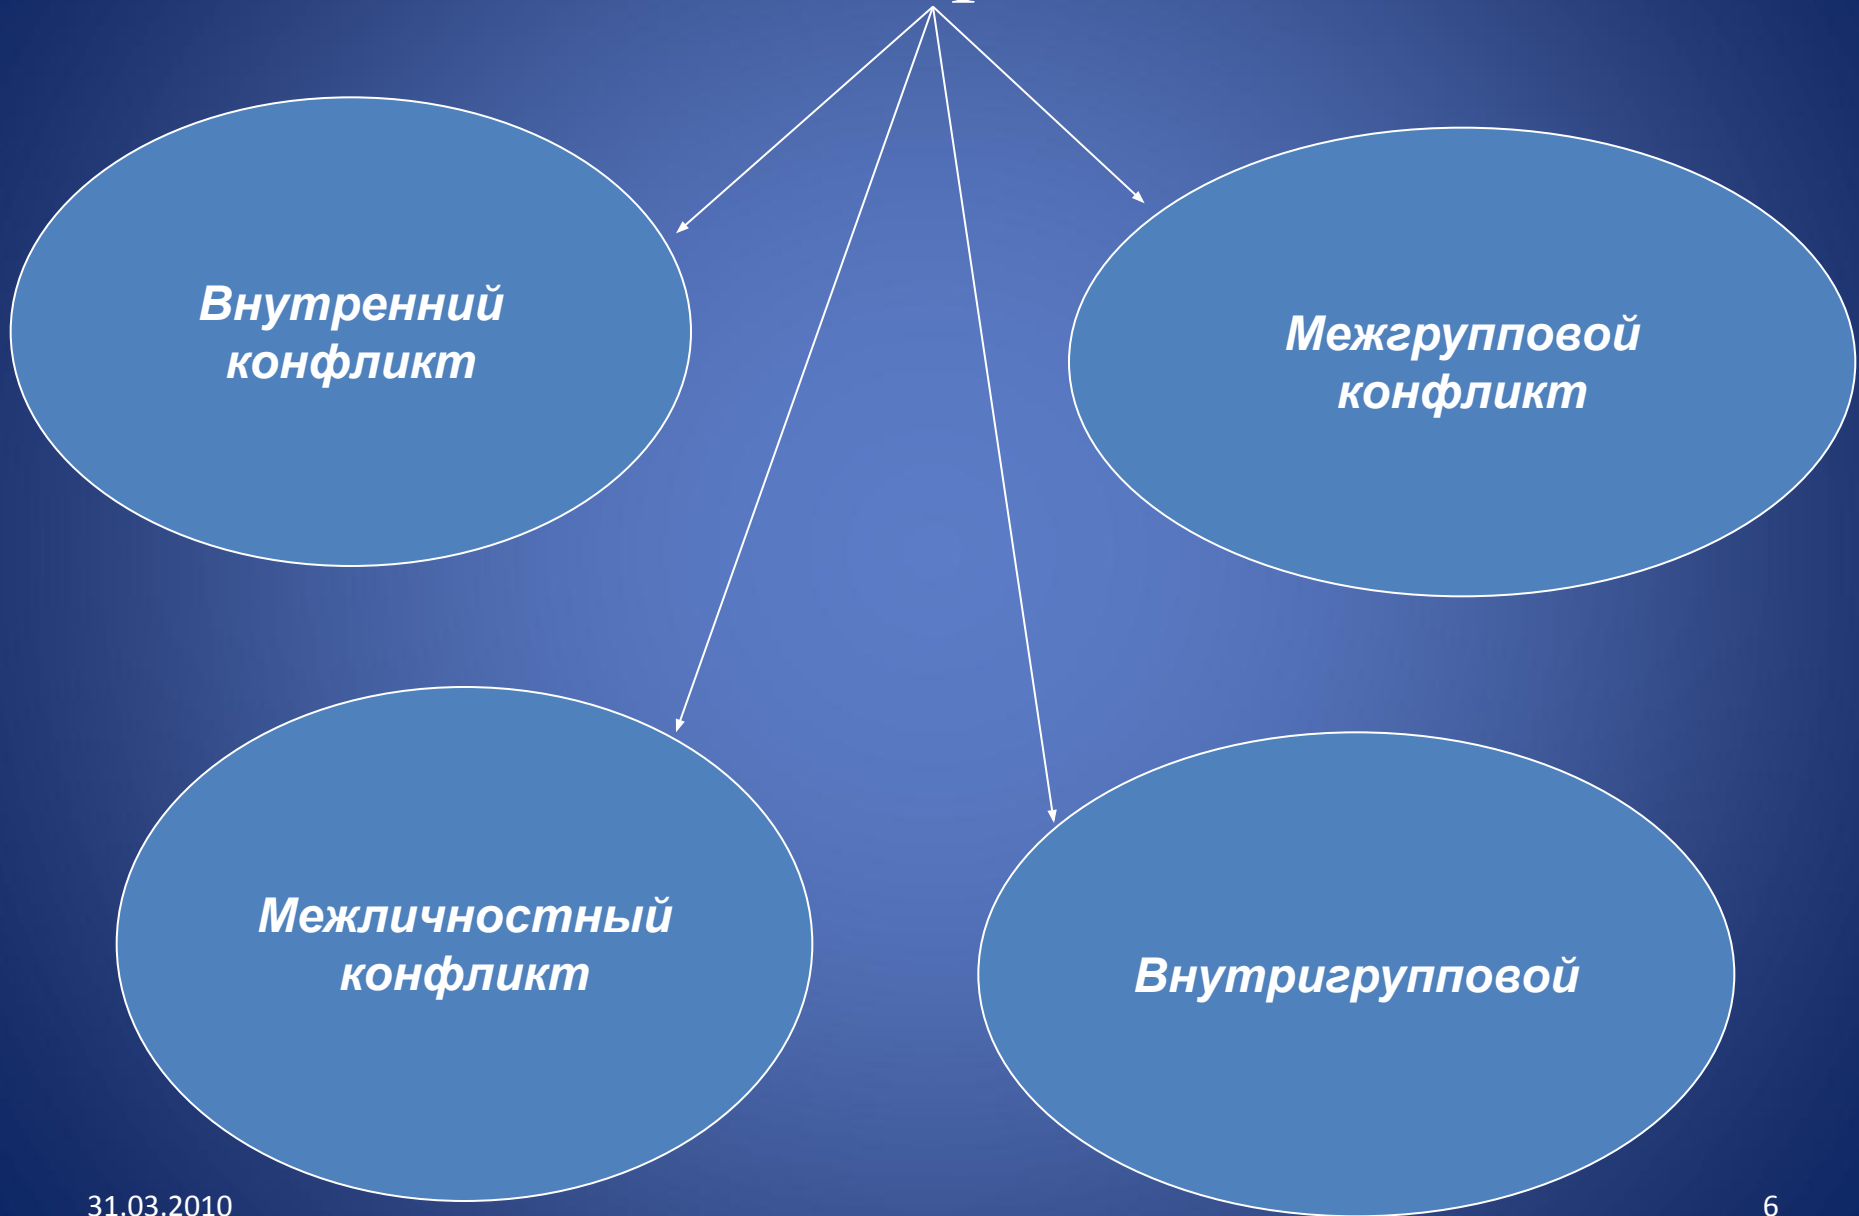 Внутренний
конфликт
Межгрупповой
конфликт
Межличностный
конфликт
Внутригрупповой
31.03.2010
6